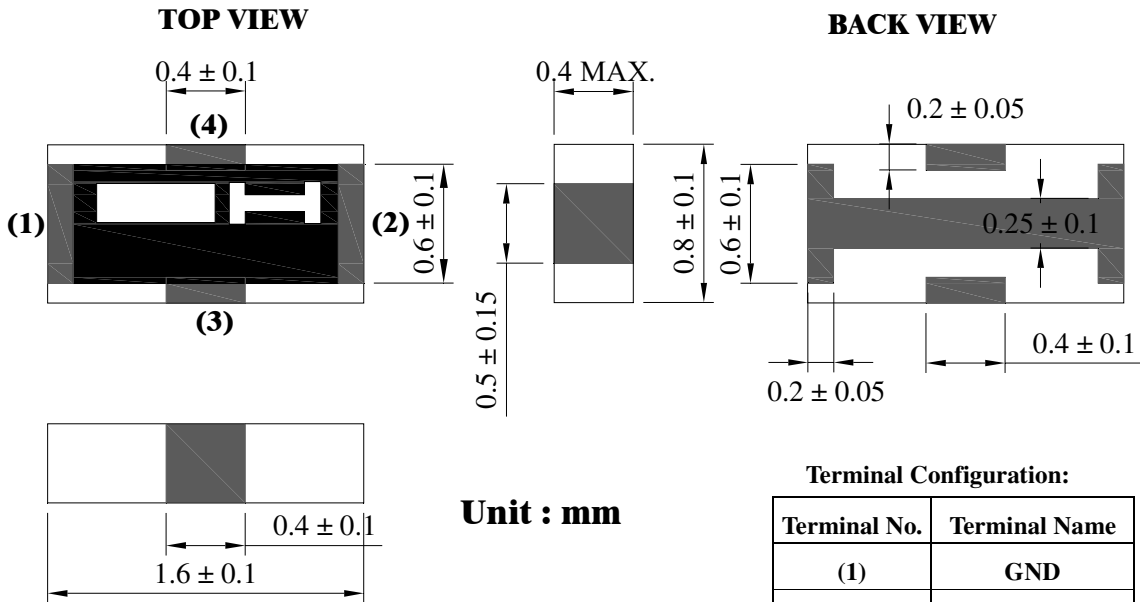 TOP VIEW
BACK VIEW
0.4 ± 0.1
0.4 MAX.
0.2 ± 0.05
(4)
(1)
(2)
(3)
0.6 ± 0.1
0.5 ± 0.15
0.8 ± 0.1
0.6 ± 0.1
0.25 ± 0.1
0.4 ± 0.1
0.2 ± 0.05
0.4 ± 0.1
1.6 ± 0.1
Unit : mm
Terminal Configuration:
Terminal No. Terminal Name
(1) GND